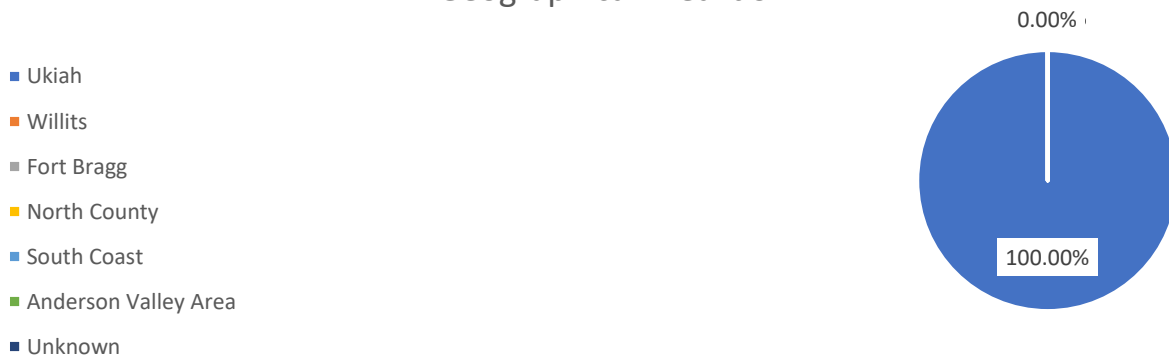 0.00%
Ukiah
Willits
Fort Bragg
North County
South Coast
Anderson Valley Area
Unknown
100.00%